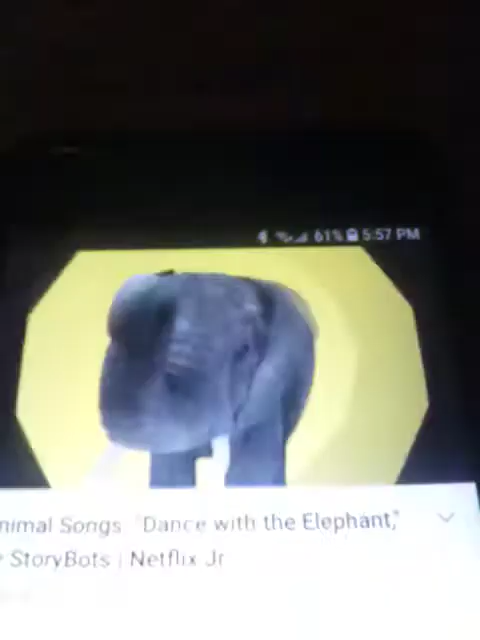 61% 5:57 PM
nimal Songs "Dance with the Elephant,"
StoryBots | Netflix Jr